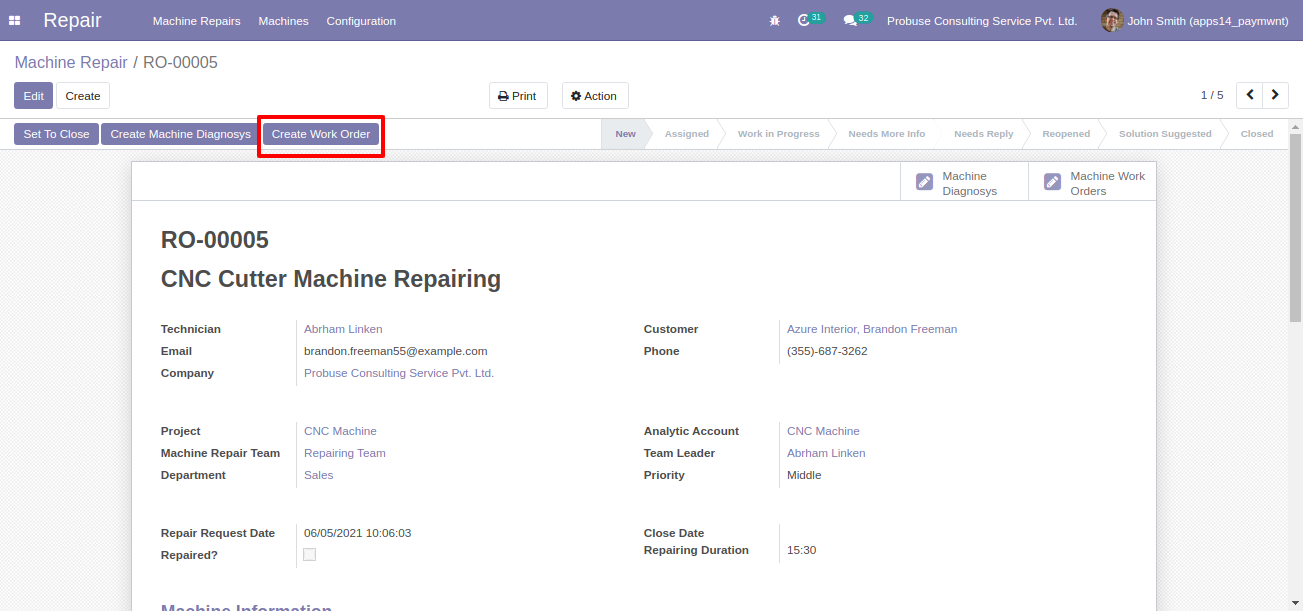 Repair Machine Repairs Machines Configuration 31 32 Probuse Consulting Service Pvt. Ltd. John Smith (apps14_paymwnt)
Machine Repair / RO-00005
Edit Create Print Action 1 / 5
Set To Close Create Machine Diagnosys Create Work Order New Assigned Work in Progress Needs More Info Needs Reply Reopened Solution Suggested Closed
Machine
Diagnosys
Machine Work
Orders
RO-00005
CNC Cutter Machine Repairing
Technician Abrham Linken Customer Azure Interior, Brandon Freeman
Email brandon.freeman55@example.com Phone (355)-687-3262
Company Probuse Consulting Service Pvt. Ltd.
Project CNC Machine Analytic Account CNC Machine
Machine Repair Team Repairing Team Team Leader Abrham Linken
Department Sales Priority Middle
Repair Request Date 06/05/2021 10:06:03 Close Date
Repaired? Repairing Duration 15:30
Machine Information